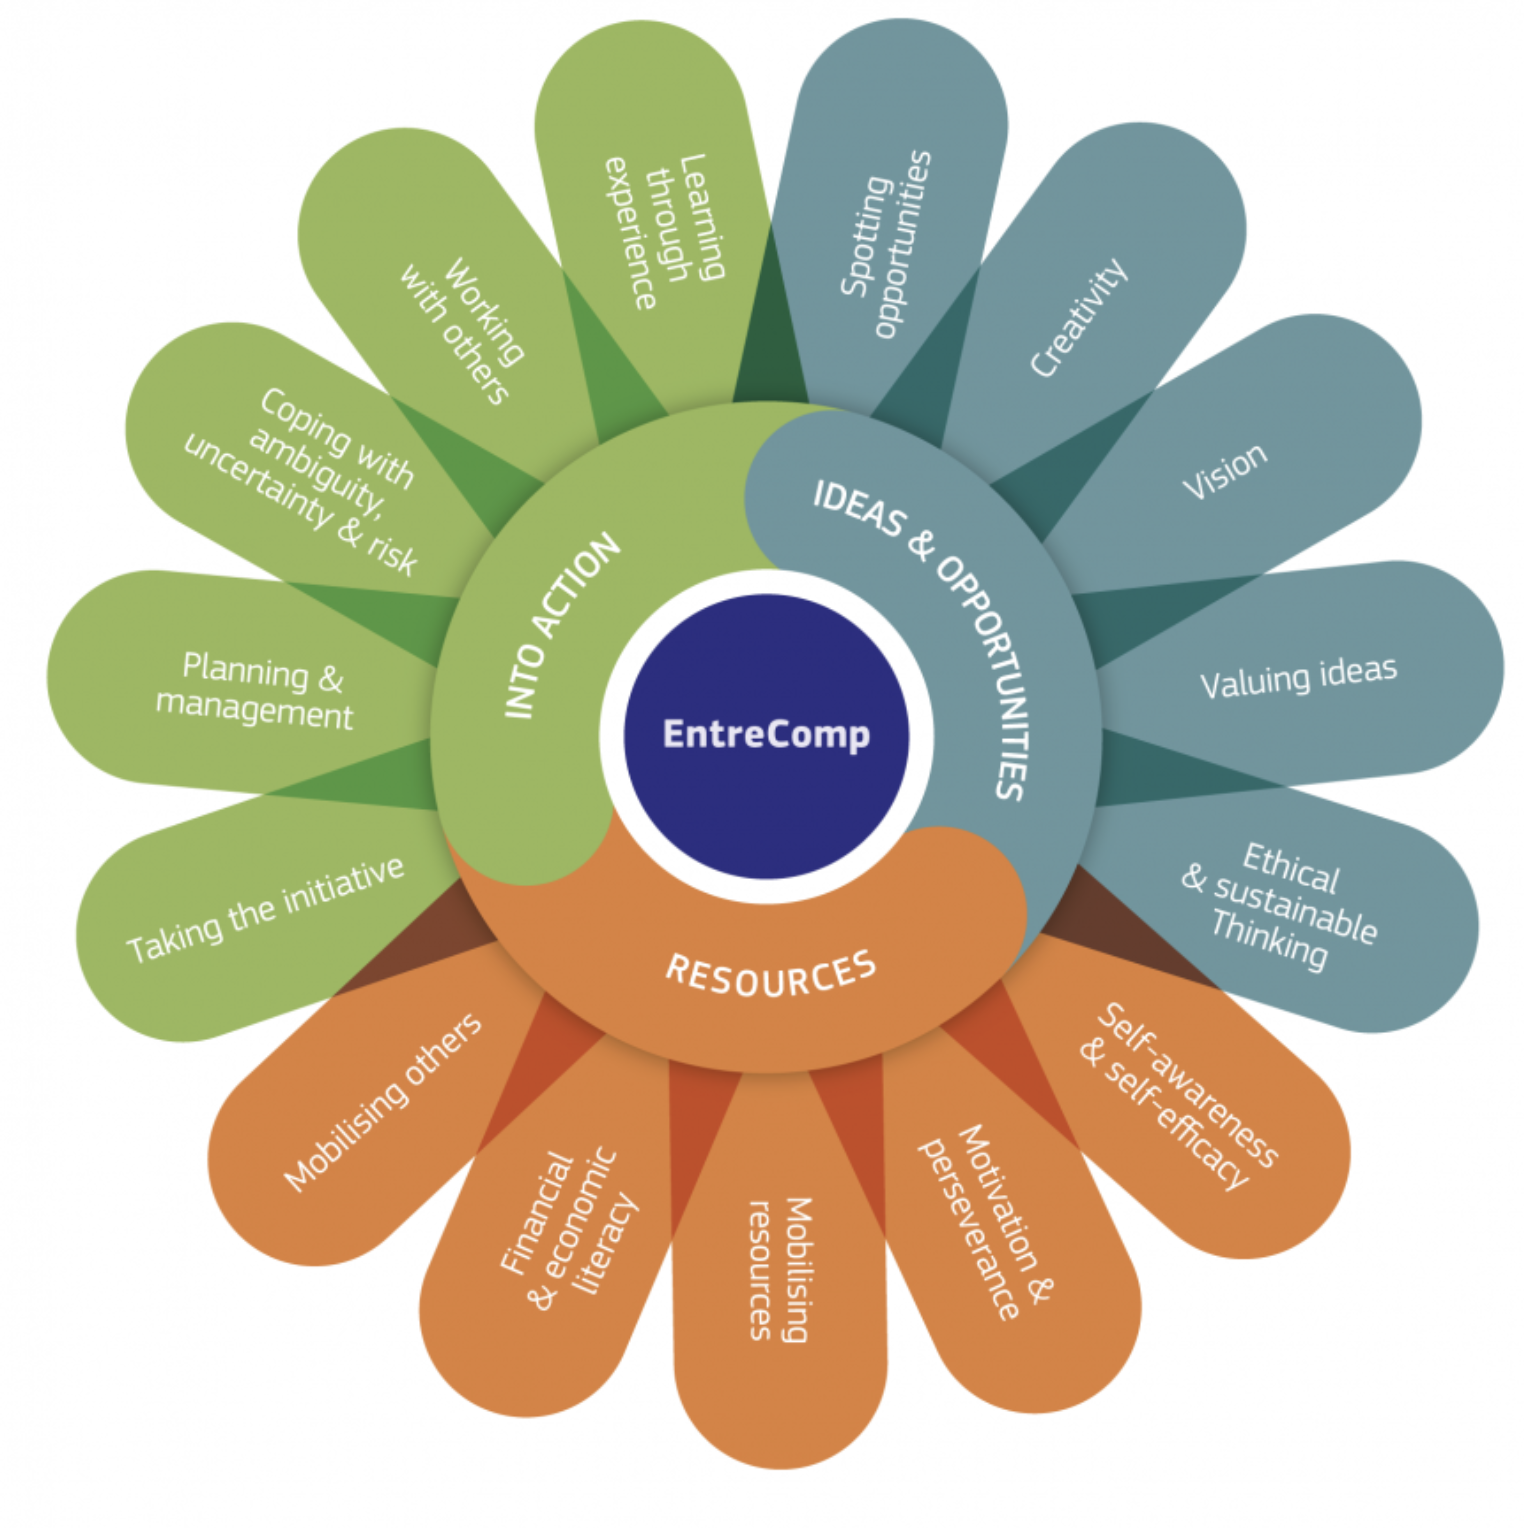 EntreComp
IDEAS & OPPORTUNITIES
Spotting
opportunities
Creativity
Vision
Valuing ideas
Ethical
& sustainable
Thinking
RESOURCES
Self-awareness
& self-efficacy
Motivation &
perseverance
Mobilising
resources
Financial
& economic
literacy
Mobilising others
INTO ACTION
Taking the initiative
Planning &
management
Coping with
ambiguity,
uncertainty & risk
Working
with others
Learning
through
experience